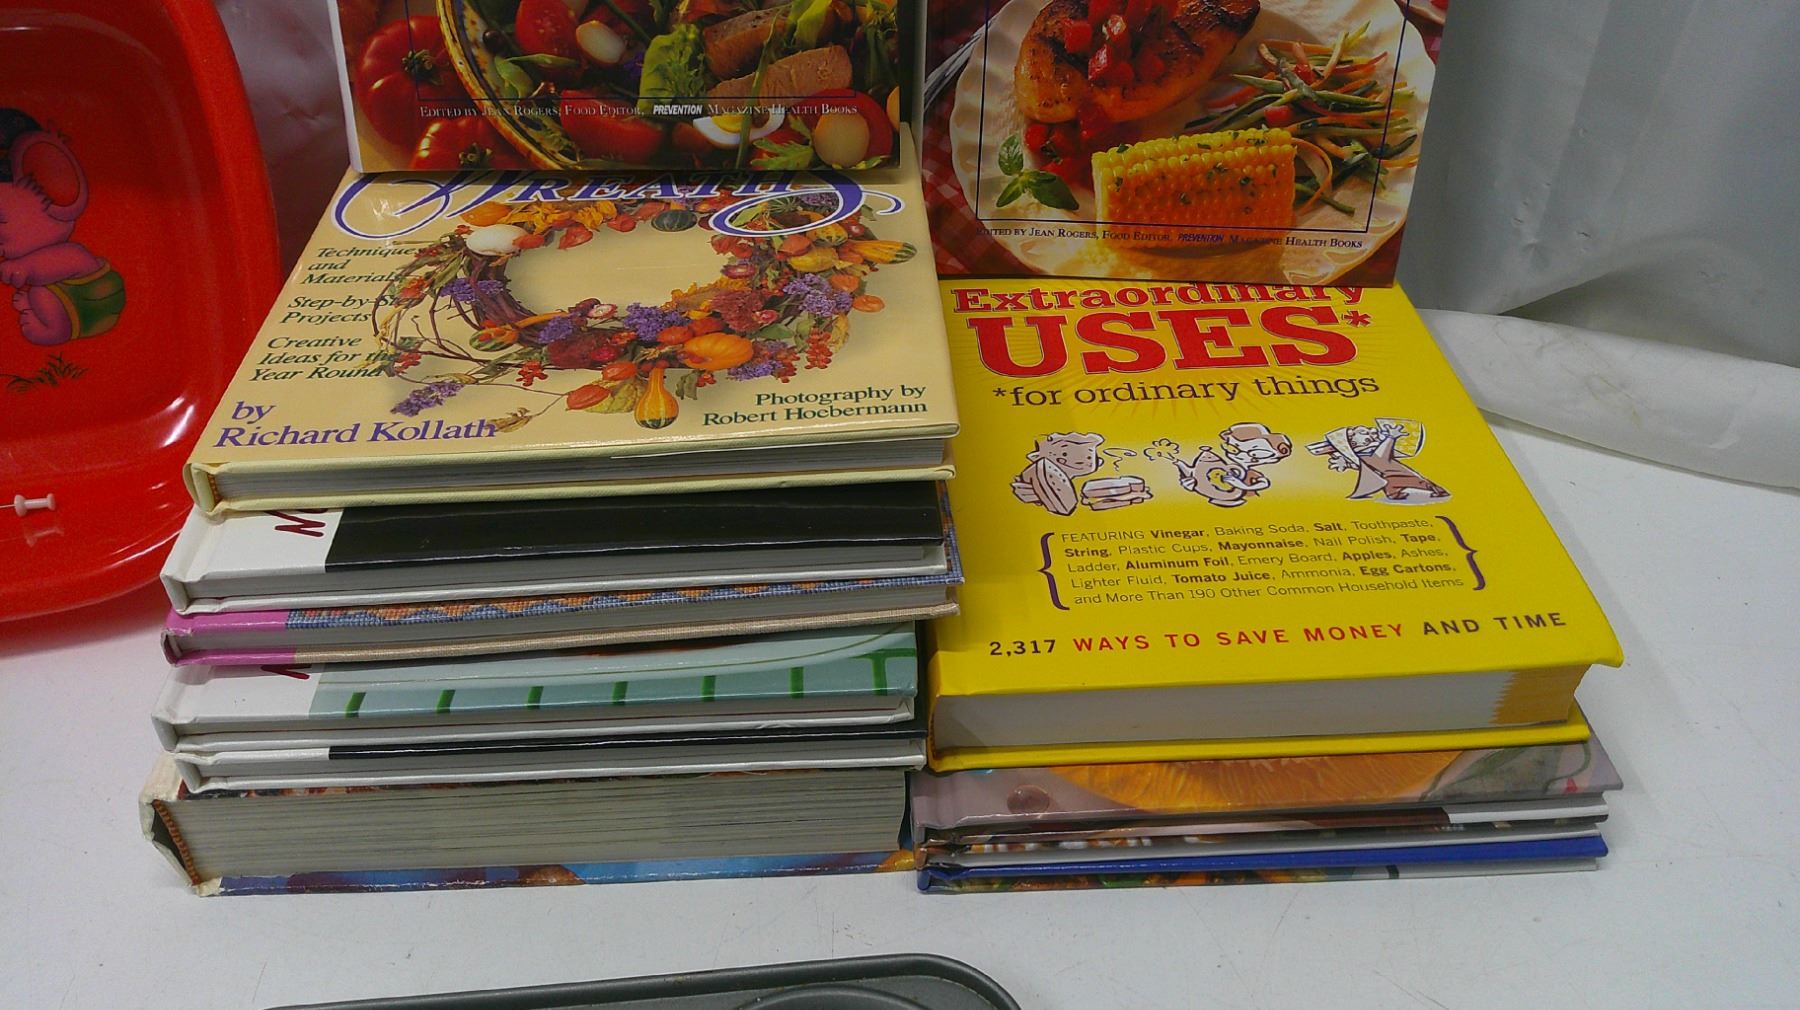 EDITED BY JEAN ROGERS, FOOD EDITOR, PREVENTION MAGAZINE HEALTH BOOKS
WREATHS
Techniques
and
Materials
Step-by-Step
Projects
Creative
Ideas for the
Year Round
by
Richard Kollath
Photography by
Robert Hoebermann
EDITED BY JEAN ROGERS, FOOD EDITOR, PREVENTION MAGAZINE HEALTH BOOKS
Extraordinary
USES*
*for ordinary things
FEATURING Vinegar, Baking Soda, Salt, Toothpaste,
String, Plastic Cups, Mayonnaise, Nail Polish, Tape,
Ladder, Aluminum Foil, Emery Board, Apples, Ashes,
Lighter Fluid, Tomato Juice, Ammonia, Egg Cartons,
and More Than 190 Other Common Household Items
2,317 WAYS TO SAVE MONEY AND TIME